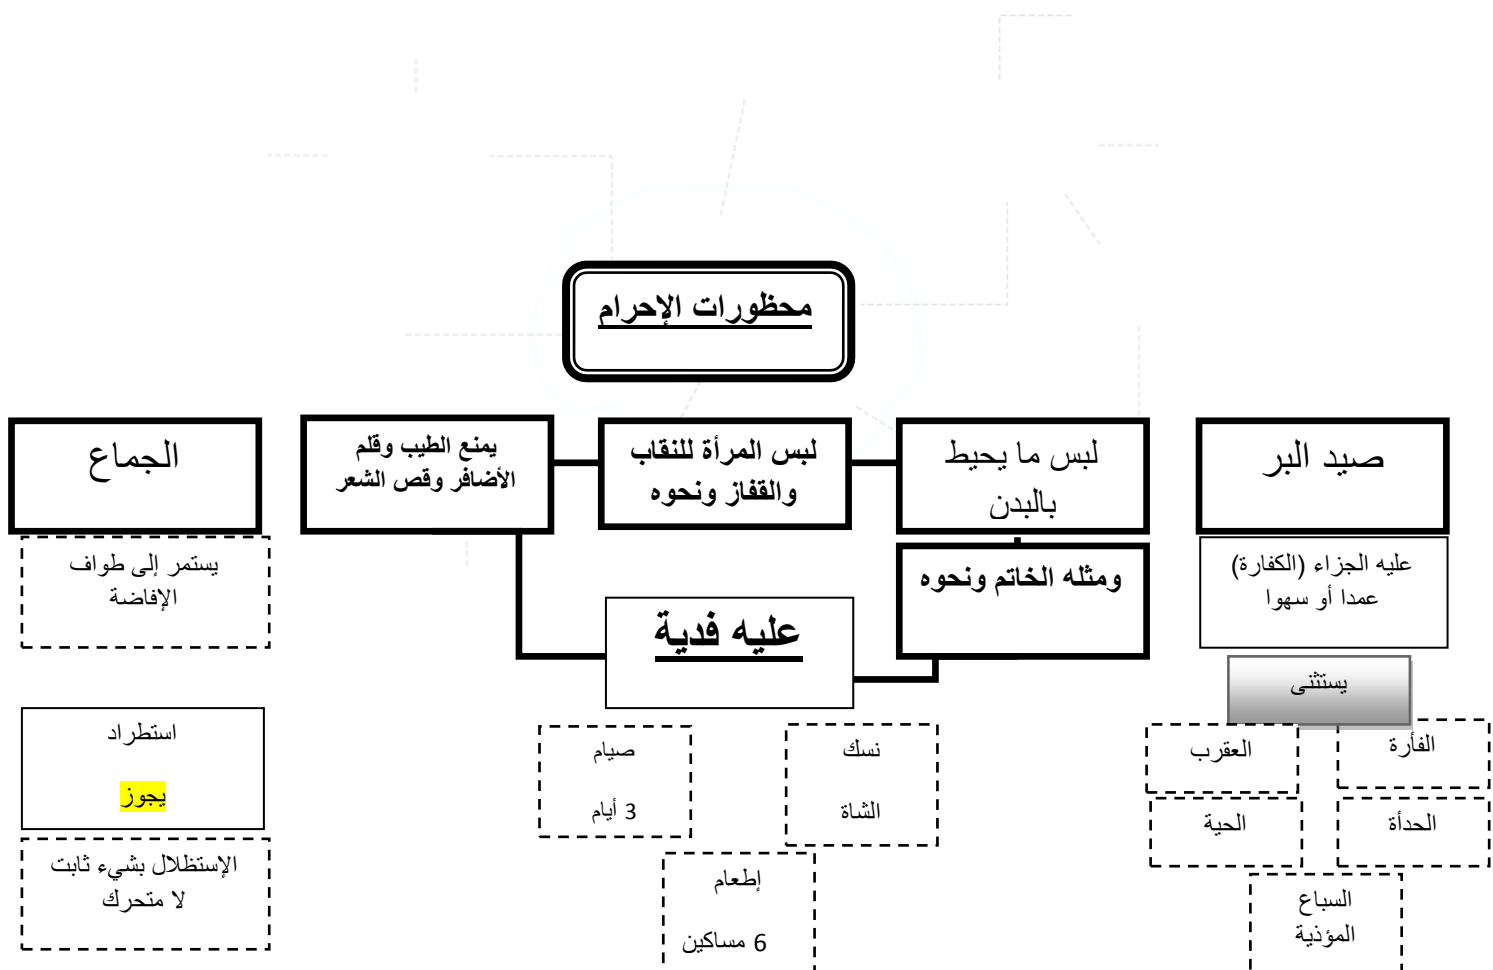 محظورات الإحرام
صيد البر
عليه الجزاء (الكفارة)
عمدا أو سهوا
يستثنى
الفأرة
العقرب
الحدأة
الحية
السباع
المؤذية
لبس ما يحيط
بالبدن
ومثله الخاتم ونحوه
لبس المرأة للنقاب
والقفاز ونحوه
يمنع الطيب وقلم
الأضافر وقص الشعر
عليه فدية
نسك
الشاة
صيام
3 أيام
إطعام
6 مساكين
الجماع
يستمر إلى طواف
الإفاضة
استطراد
يجوز
الإستظلال بشيء ثابت
لا متحرك